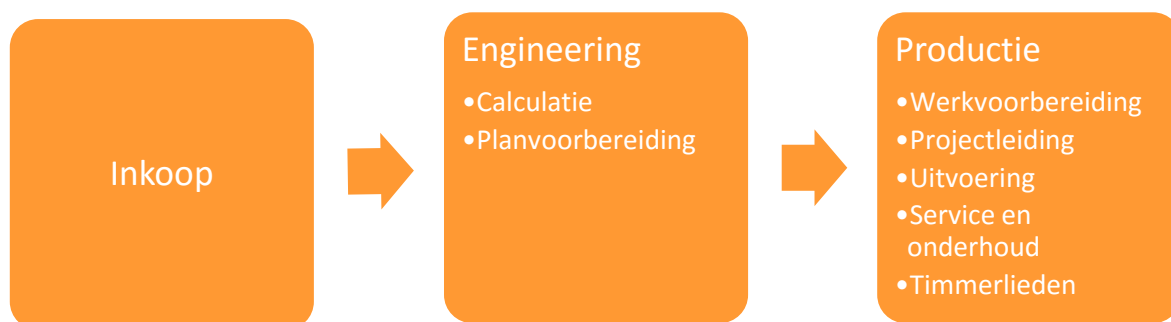 Inkoop
Engineering
•Calculatie
•Planvoorbereiding
Productie
•Werkvoorbereiding
•Projectleiding
•Uitvoering
•Service en
onderhoud
•Timmerlieden